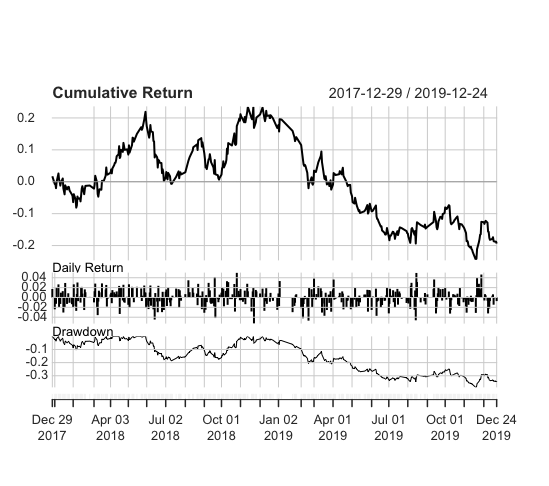 Cumulative Return 2017-12-29 / 2019-12-24
0.2
0.1
0.0
-0.1
-0.2
Daily Return
0.04
0.02
0.00
-0.02
-0.04
Drawdown
-0.1
-0.2
-0.3
Dec 29 Apr 03 Jul 02 Oct 01 Jan 02 Apr 01 Jul 01 Oct 01 Dec 24
2017 2018 2018 2018 2019 2019 2019 2019 2019